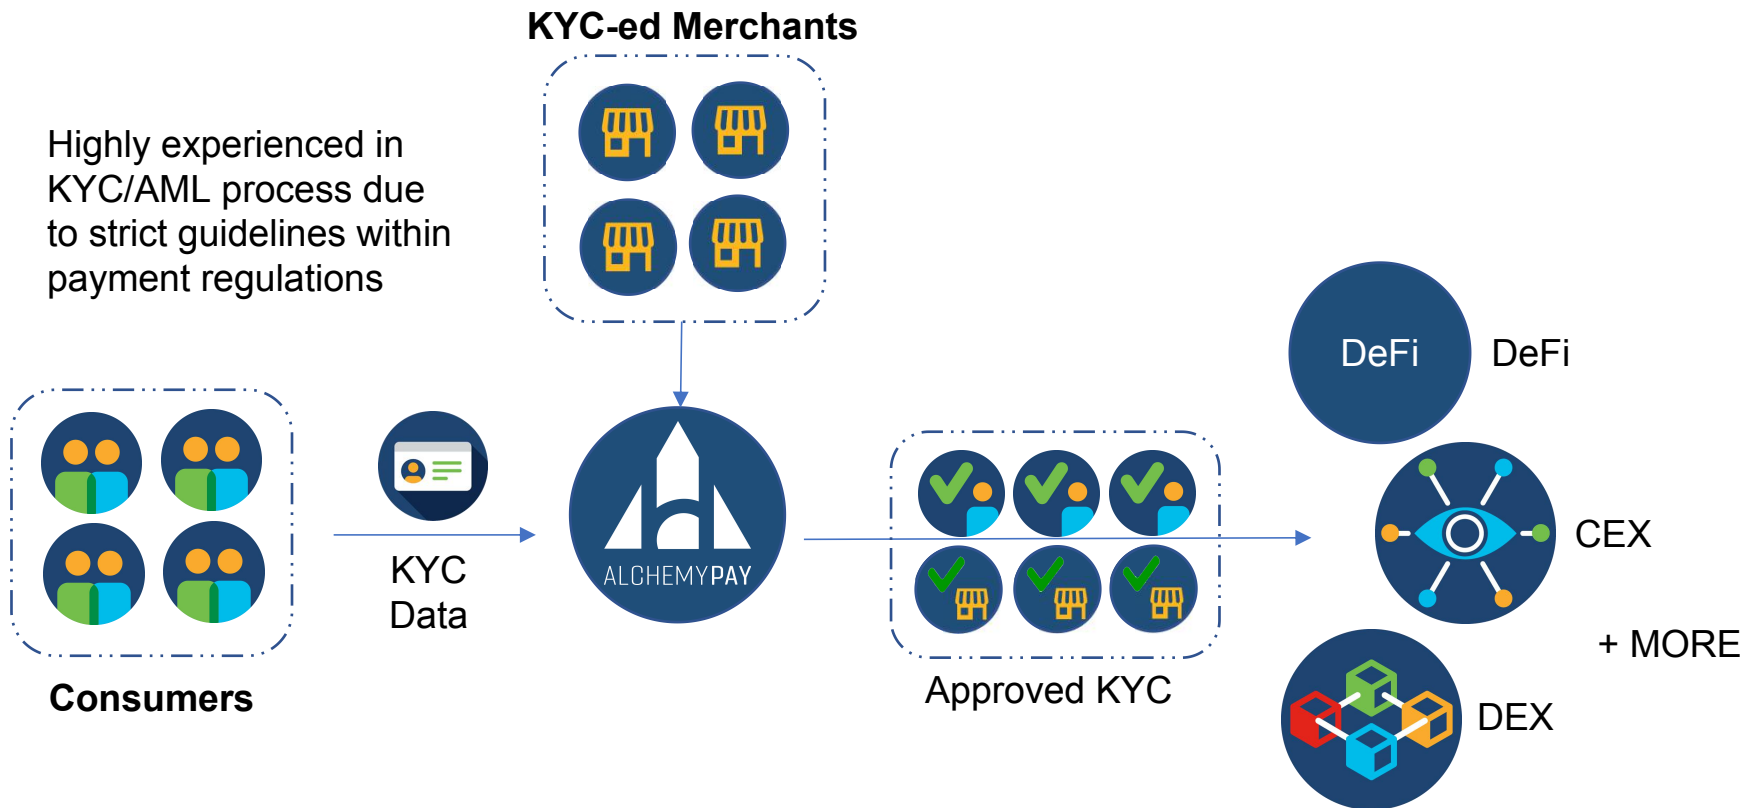 KYC-ed Merchants
Highly experienced in
KYC/AML process due
to strict guidelines within
payment regulations
DeFi
DeFi
KYC
Data
ALCHEMYPAY
CEX
+ MORE
Approved KYC
Consumers
DEX